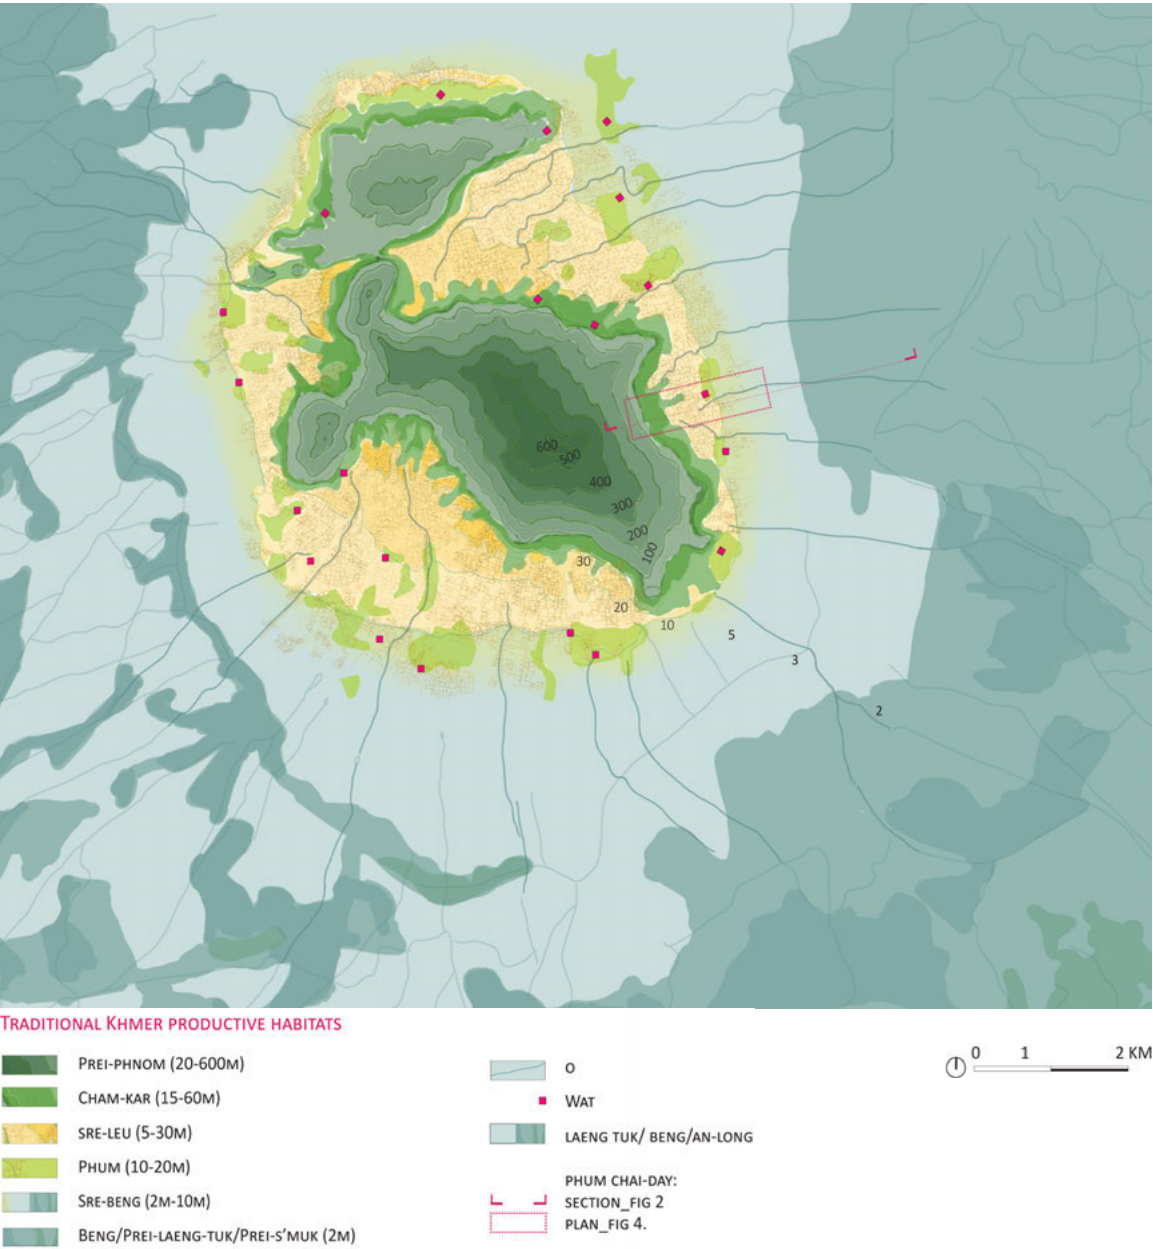 600
500
400
300
200
100
30
20
10
5
3
2
Traditional Khmer productive habitats
Prei-phnom (20-600m)
Cham-kar (15-60m)
sre-leu (5-30m)
Phum (10-20m)
Sre-beng (2m-10m)
Beng/Prei-laeng-tuk/Prei-s'muk (2m)
o
Wat
laeng tuk/ beng/an-long
phum chai-day:
section_fig 2
plan_fig 4.
0 1 2 KM